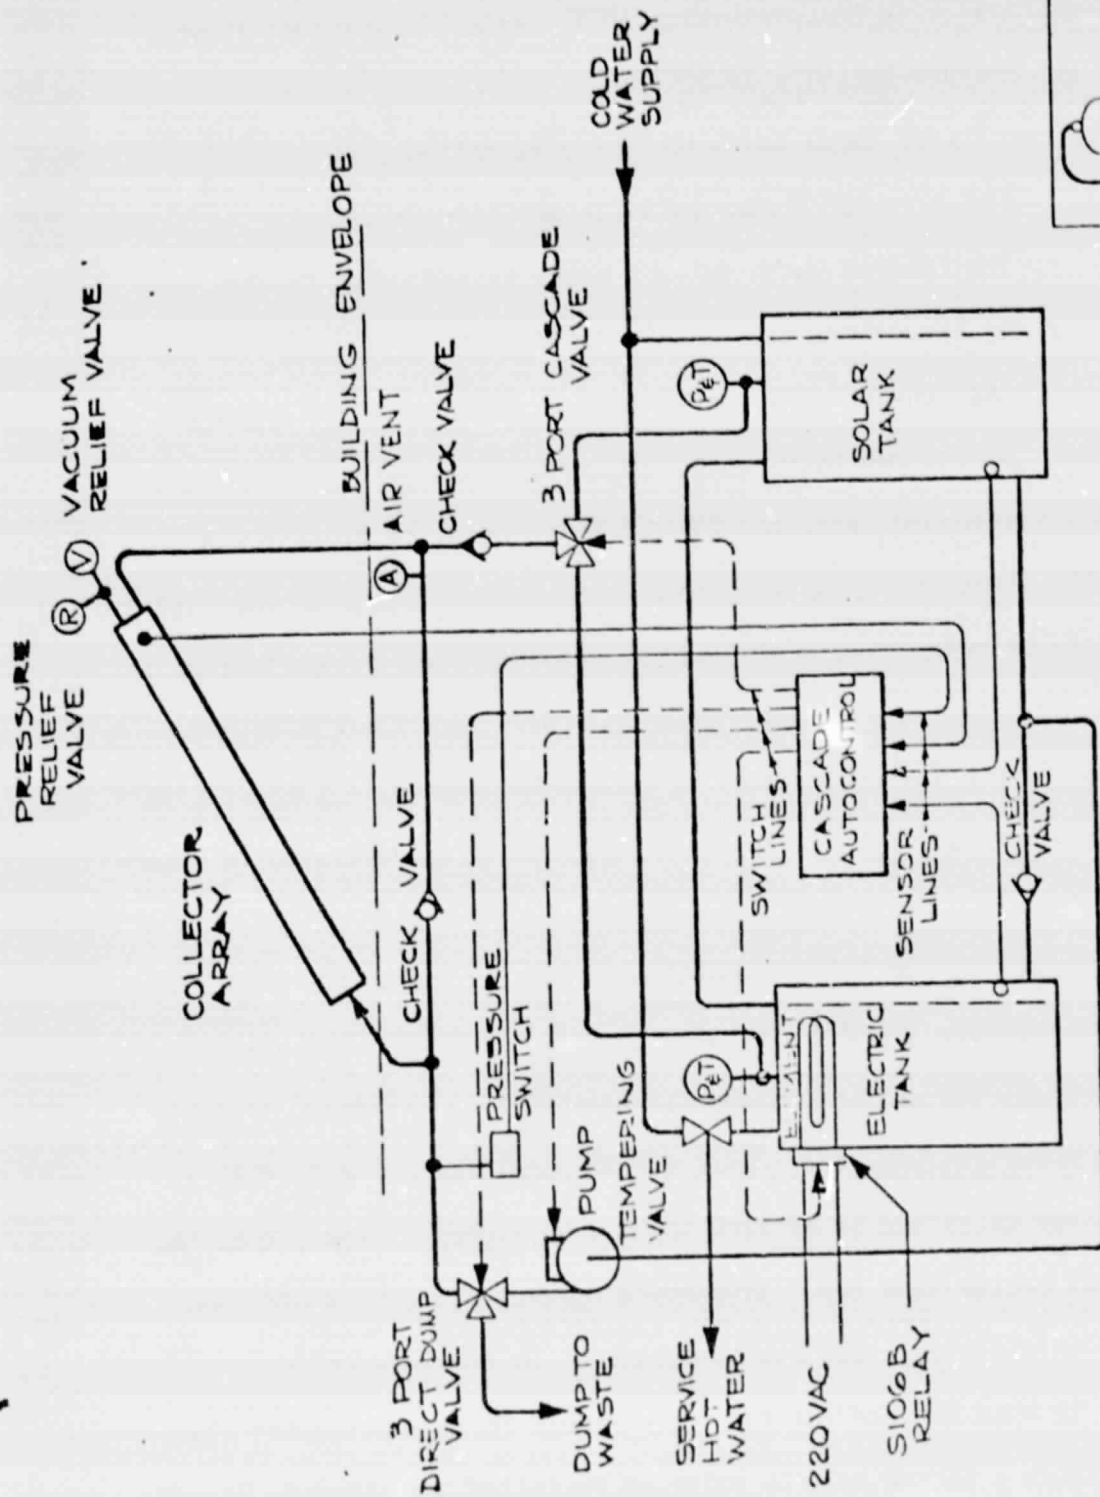 PRESSURE
RELIEF
VALVE
VACUUM
RELIEF VALVE
COLLECTOR
ARRAY
BUILDING ENVELOPE
AIR VENT
CHECK VALVE
CHECK VALVE
3 PORT
DIRECT DUMP
VALVE
PRESSURE
SWITCH
3 PORT CASCADE
VALVE
COLD
WATER
SUPPLY
DUMP TO
WASTE
PUMP
TEMPERING
VALVE
SERVICE
HOT
WATER
SWITCH
LINES
CASCADE
AUTOCONTROL
SENSOR
LINES
CHECK
VALVE
P&T
P&T
SOLAR
TANK
ELEMENT
ELECTRIC
TANK
220VAC
S106B
RELAY
R
V
A